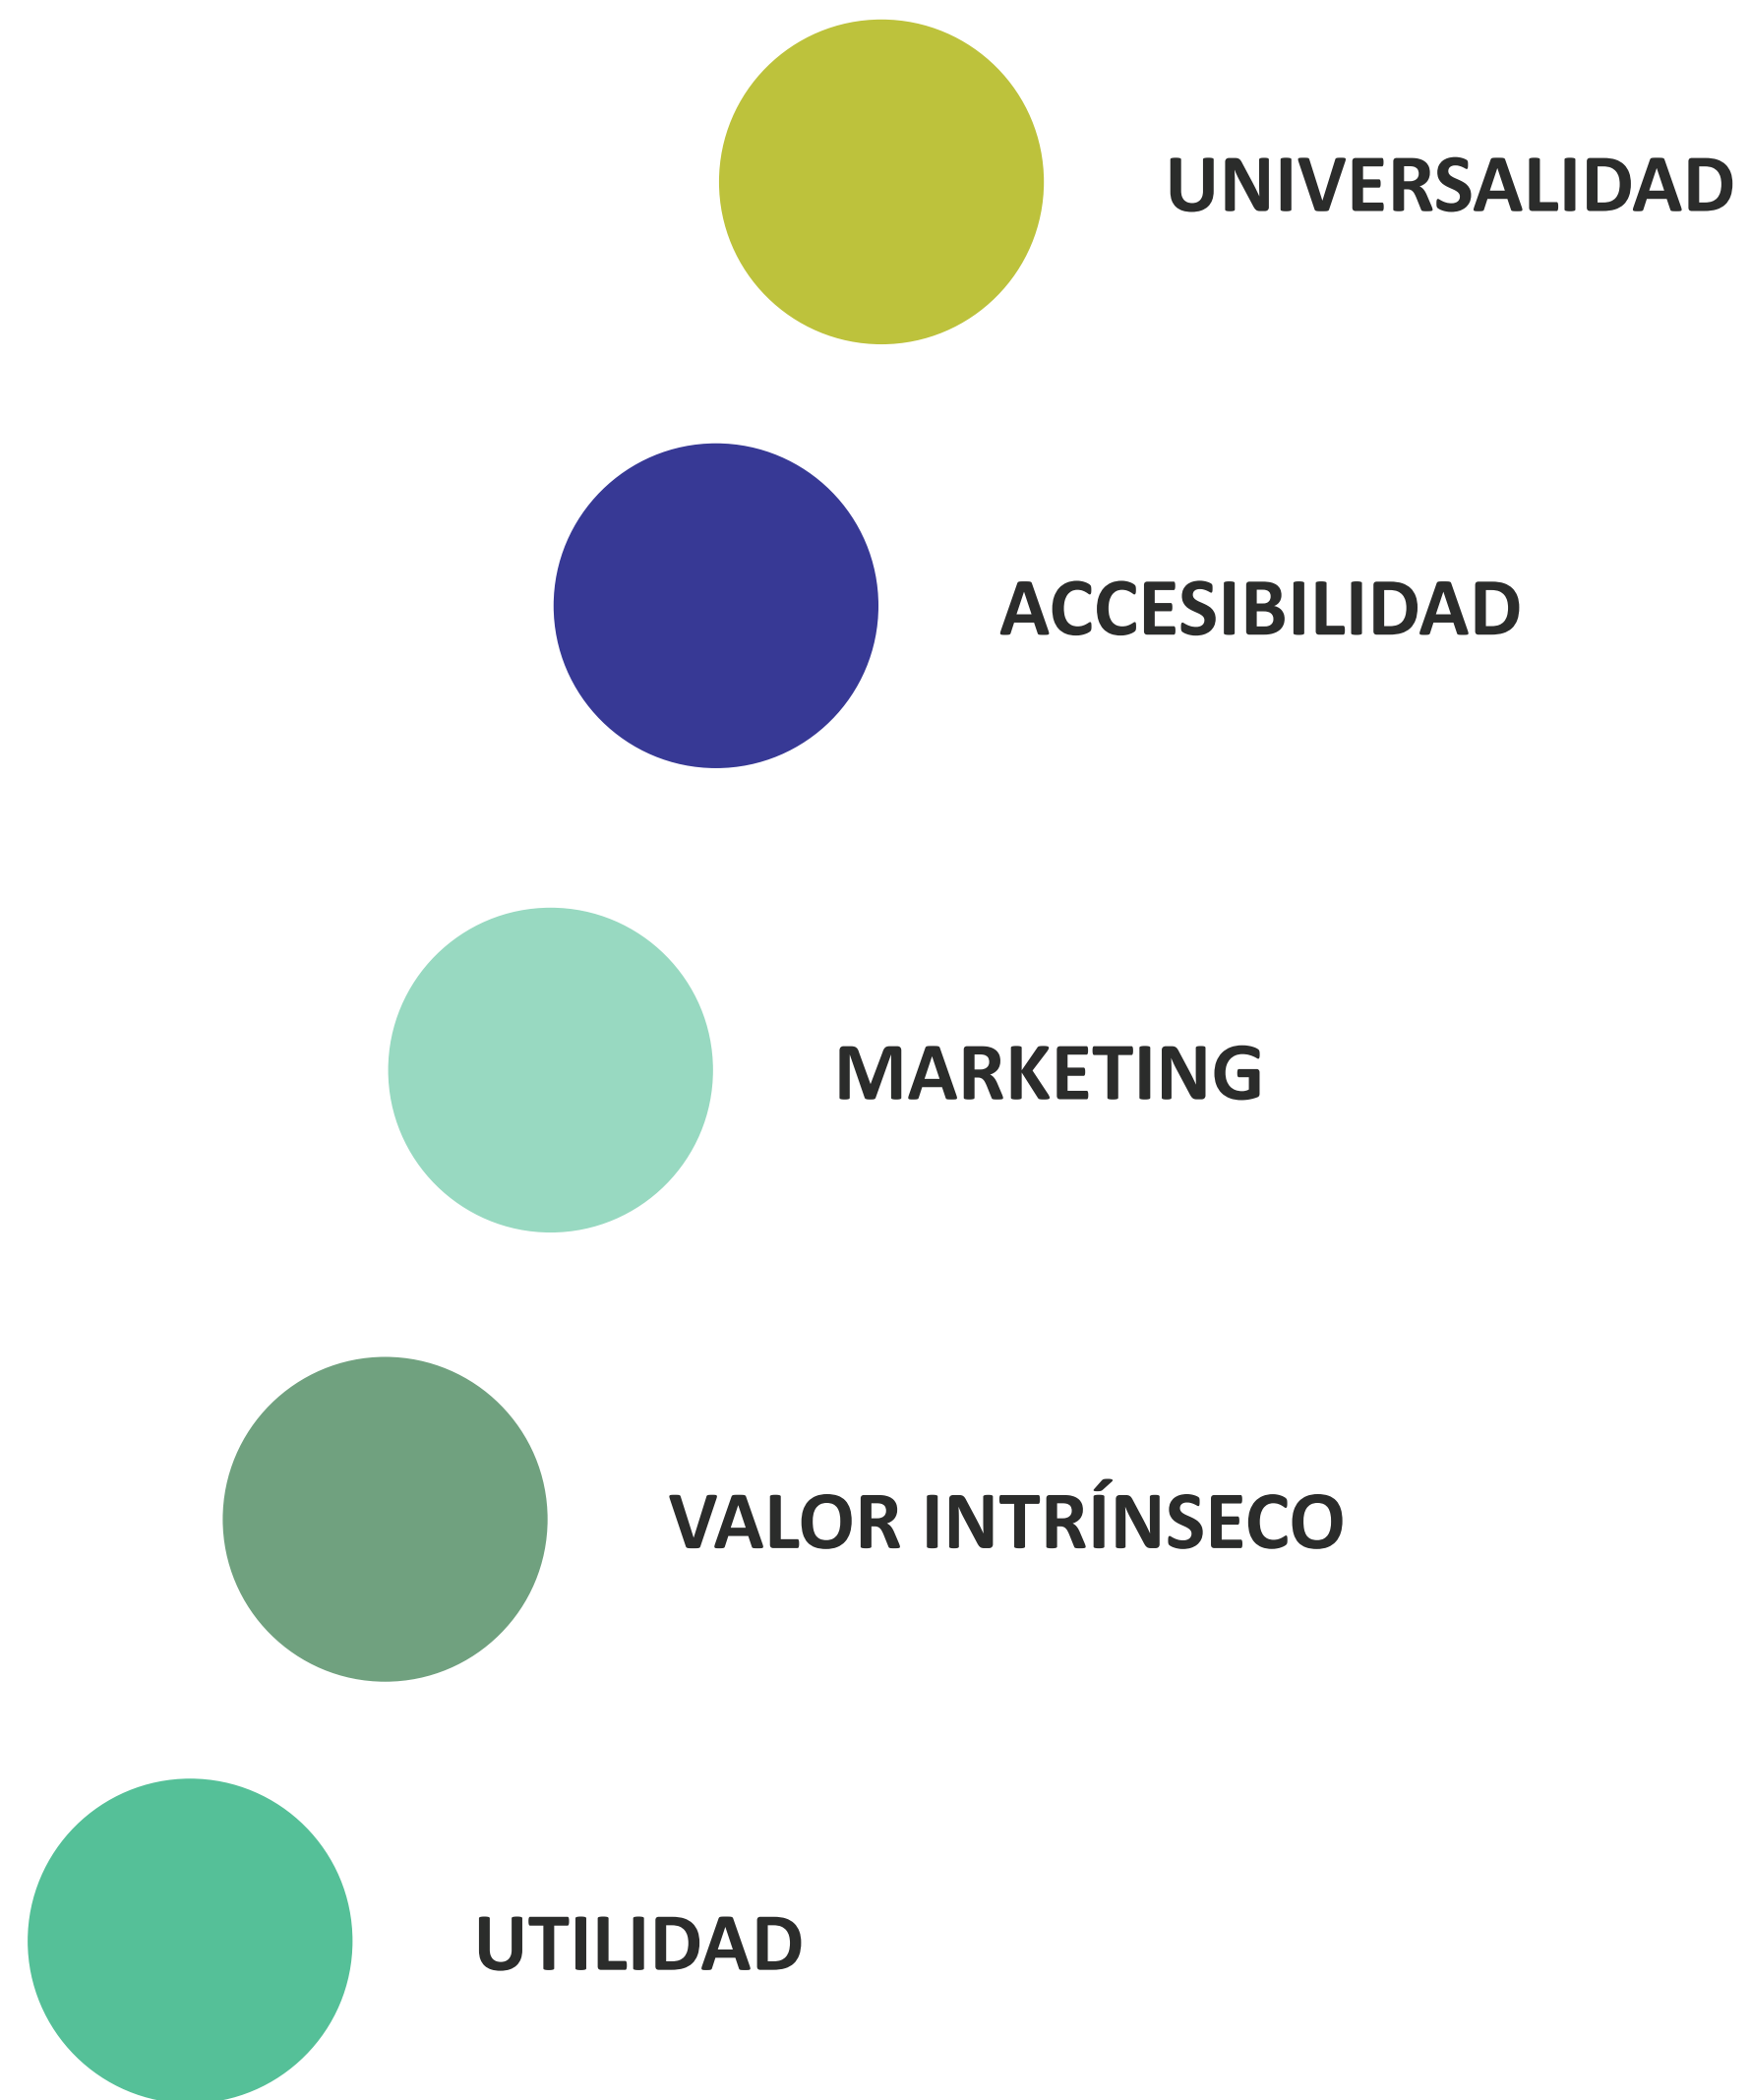 UNIVERSALIDAD
ACCESIBILIDAD
MARKETING
VALOR INTRÍNSECO
UTILIDAD